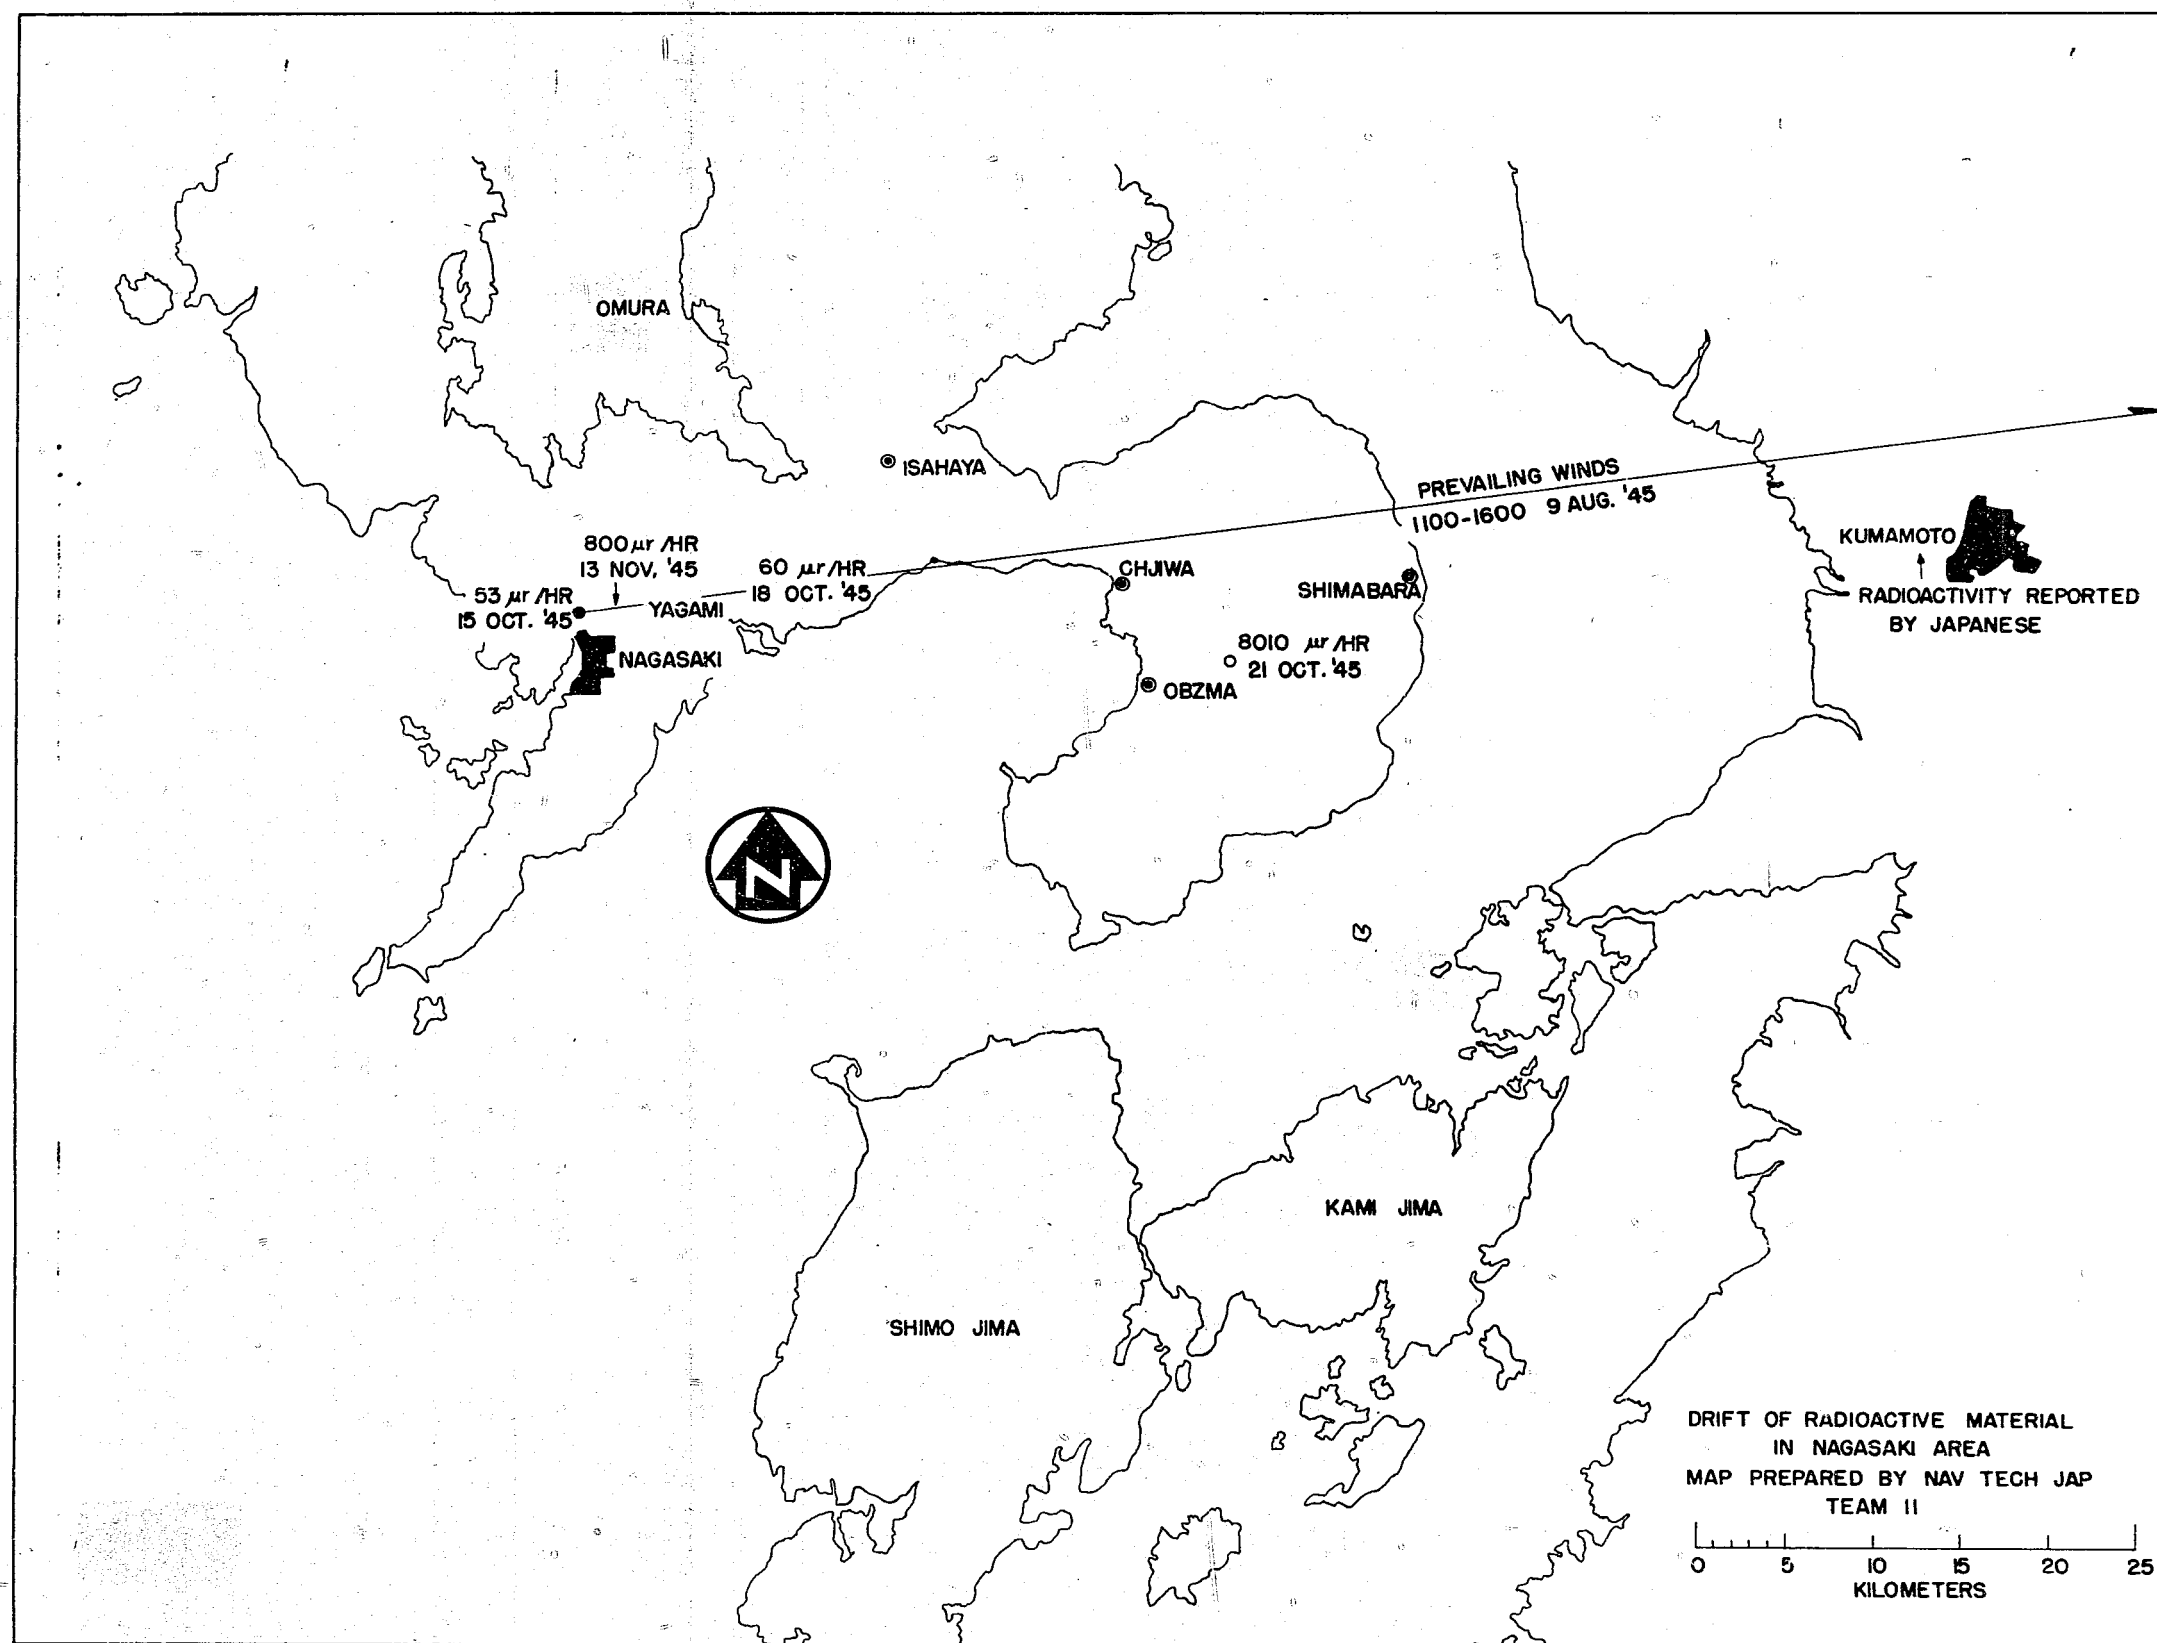 OMURA
ISAHAYA
PREVAILING WINDS
1100-1600 9 AUG. '45
KUMAMOTO
RADIOACTIVITY REPORTED
BY JAPANESE
800 µr/HR
13 NOV. '45
60 µr/HR
18 OCT. '45
53 µr/HR
15 OCT. '45
YAGAMI
NAGASAKI
CHJIWA
SHIMABARA
8010 µr/HR
21 OCT. '45
OBZMA
N
KAMI JIMA
SHIMO JIMA
DRIFT OF RADIOACTIVE MATERIAL
IN NAGASAKI AREA
MAP PREPARED BY NAV TECH JAP
TEAM 11
0 5 10 15 20 25
KILOMETERS